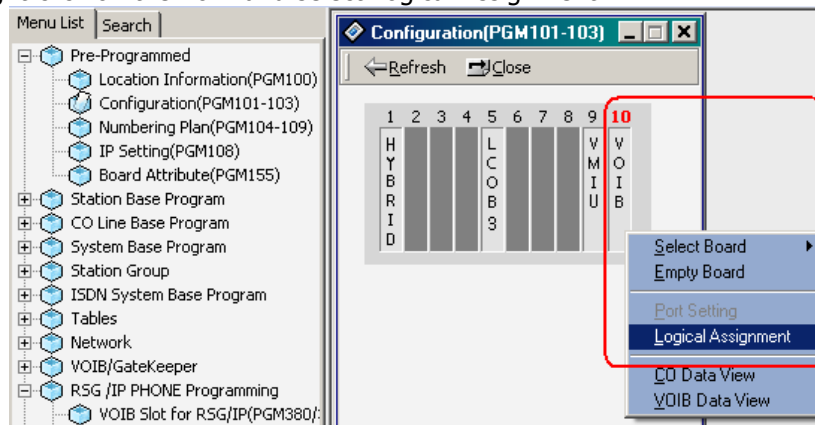 Menu List Search
Pre-Programmed
Location Information(PGM100)
Configuration(PGM101-103)
Numbering Plan(PGM104-109)
IP Setting(PGM108)
Board Attribute(PGM155)
Station Base Program
CO Line Base Program
System Base Program
Station Group
ISDN System Base Program
Tables
Network
VOIB/GateKeeper
RSG /IP PHONE Programming
VOIB Slot for RSG/IP(PGM380/
Configuration(PGM101-103)
Refresh Close
1 2 3 4 5 6 7 8 9 10
HYBRID
LCOB3
VMIU
VOIB
Select Board
Empty Board
Port Setting
Logical Assignment
CO Data View
VOIB Data View